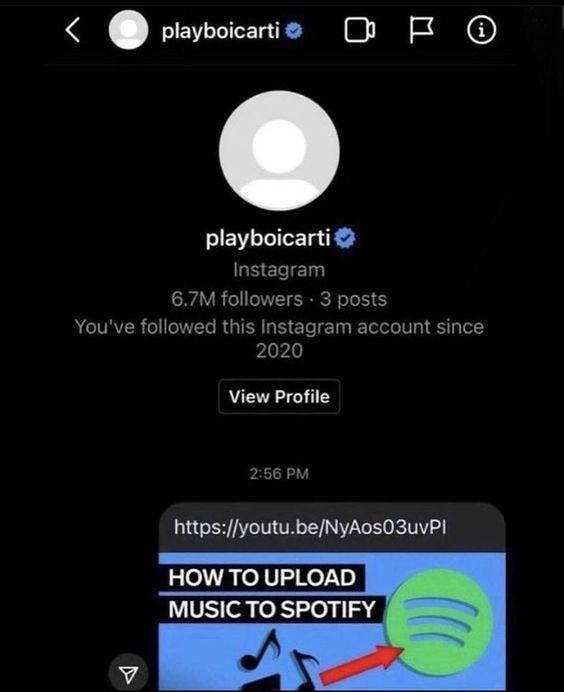 playboicarti
playboicarti
Instagram
6.7M followers · 3 posts
You've followed this Instagram account since
2020
View Profile
2:56 PM
https://youtu.be/NyAos03uvPI
HOW TO UPLOAD
MUSIC TO SPOTIFY